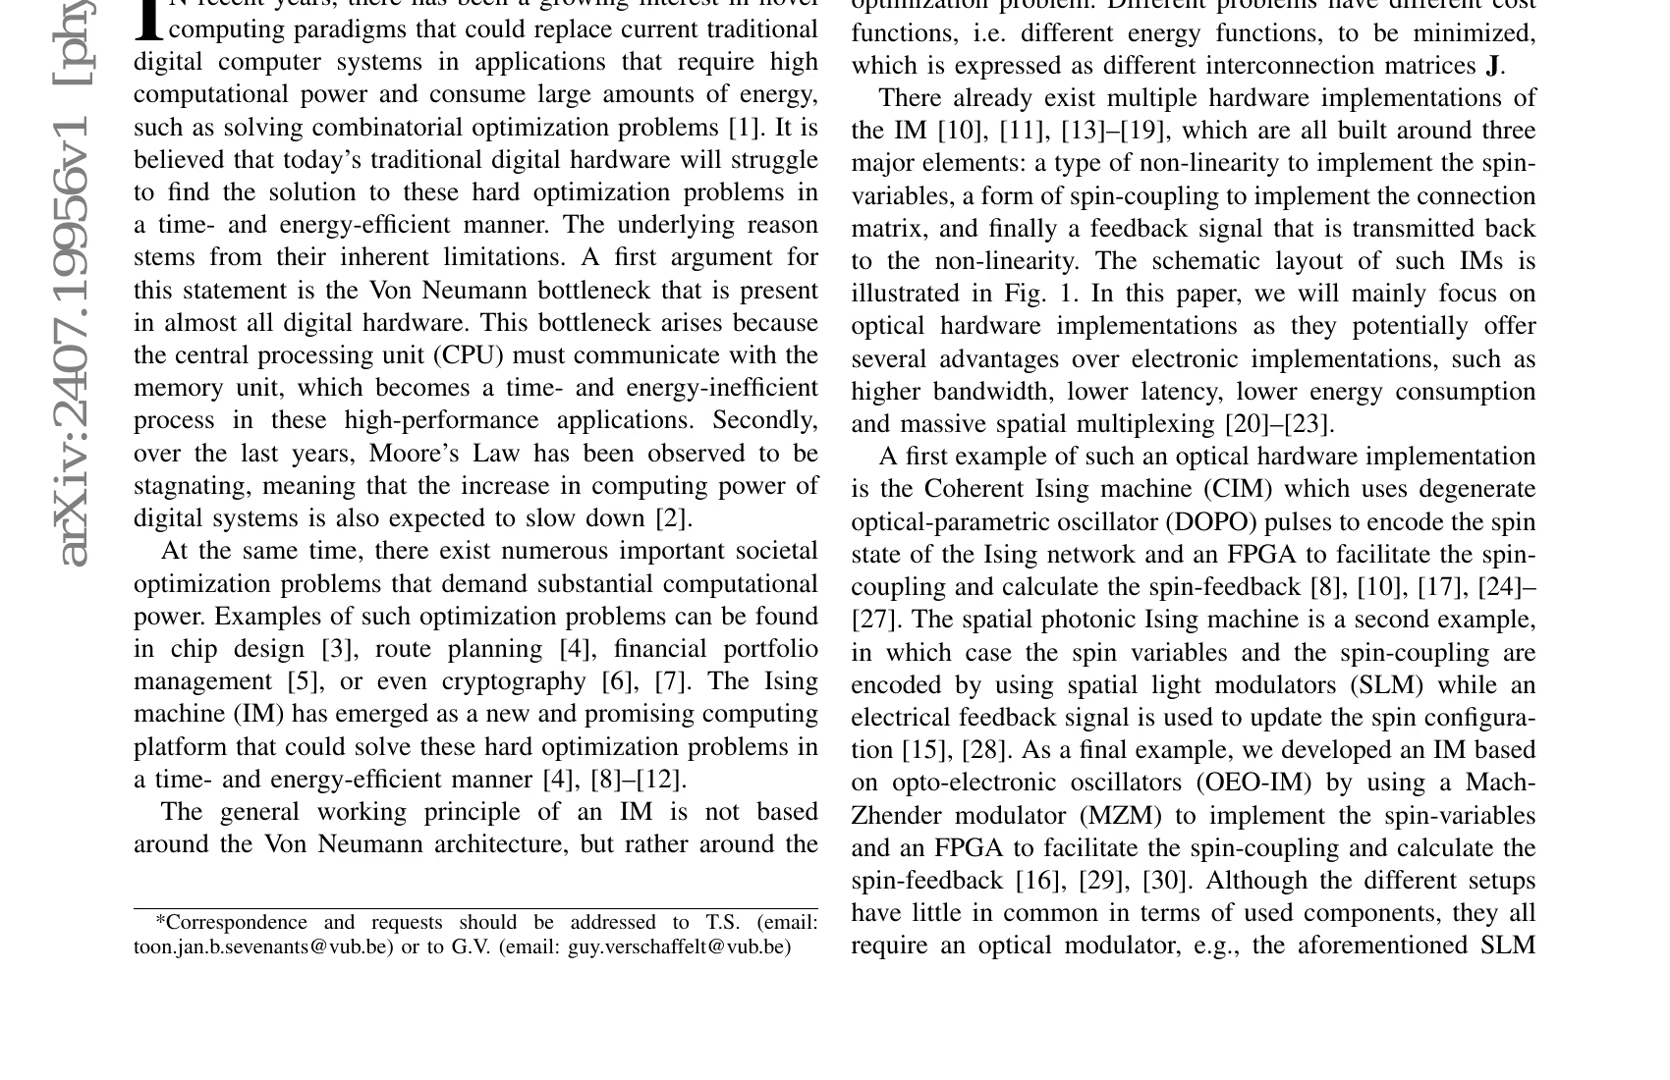 arXiv:2407.19956v1 [phy
IN recent years, there has been a growing interest in novel
computing paradigms that could replace current traditional
digital computer systems in applications that require high
computational power and consume large amounts of energy,
such as solving combinatorial optimization problems [1]. It is
believed that today's traditional digital hardware will struggle
to find the solution to these hard optimization problems in
a time- and energy-efficient manner. The underlying reason
stems from their inherent limitations. A first argument for
this statement is the Von Neumann bottleneck that is present
in almost all digital hardware. This bottleneck arises because
the central processing unit (CPU) must communicate with the
memory unit, which becomes a time- and energy-inefficient
process in these high-performance applications. Secondly,
over the last years, Moore's Law has been observed to be
stagnating, meaning that the increase in computing power of
digital systems is also expected to slow down [2].
At the same time, there exist numerous important societal
optimization problems that demand substantial computational
power. Examples of such optimization problems can be found
in chip design [3], route planning [4], financial portfolio
management [5], or even cryptography [6], [7]. The Ising
machine (IM) has emerged as a new and promising computing
platform that could solve these hard optimization problems in
a time- and energy-efficient manner [4], [8]–[12].
The general working principle of an IM is not based
around the Von Neumann architecture, but rather around the
*Correspondence and requests should be addressed to T.S. (email:
toon.jan.b.sevenants@vub.be) or to G.V. (email: guy.verschaffelt@vub.be)
optimization problem. Different problems have different cost
functions, i.e. different energy functions, to be minimized,
which is expressed as different interconnection matrices J.
There already exist multiple hardware implementations of
the IM [10], [11], [13]–[19], which are all built around three
major elements: a type of non-linearity to implement the spin-
variables, a form of spin-coupling to implement the connection
matrix, and finally a feedback signal that is transmitted back
to the non-linearity. The schematic layout of such IMs is
illustrated in Fig. 1. In this paper, we will mainly focus on
optical hardware implementations as they potentially offer
several advantages over electronic implementations, such as
higher bandwidth, lower latency, lower energy consumption
and massive spatial multiplexing [20]–[23].
A first example of such an optical hardware implementation
is the Coherent Ising machine (CIM) which uses degenerate
optical-parametric oscillator (DOPO) pulses to encode the spin
state of the Ising network and an FPGA to facilitate the spin-
coupling and calculate the spin-feedback [8], [10], [17], [24]–
[27]. The spatial photonic Ising machine is a second example,
in which case the spin variables and the spin-coupling are
encoded by using spatial light modulators (SLM) while an
electrical feedback signal is used to update the spin configura-
tion [15], [28]. As a final example, we developed an IM based
on opto-electronic oscillators (OEO-IM) by using a Mach-
Zhender modulator (MZM) to implement the spin-variables
and an FPGA to facilitate the spin-coupling and calculate the
spin-feedback [16], [29], [30]. Although the different setups
have little in common in terms of used components, they all
require an optical modulator, e.g., the aforementioned SLM